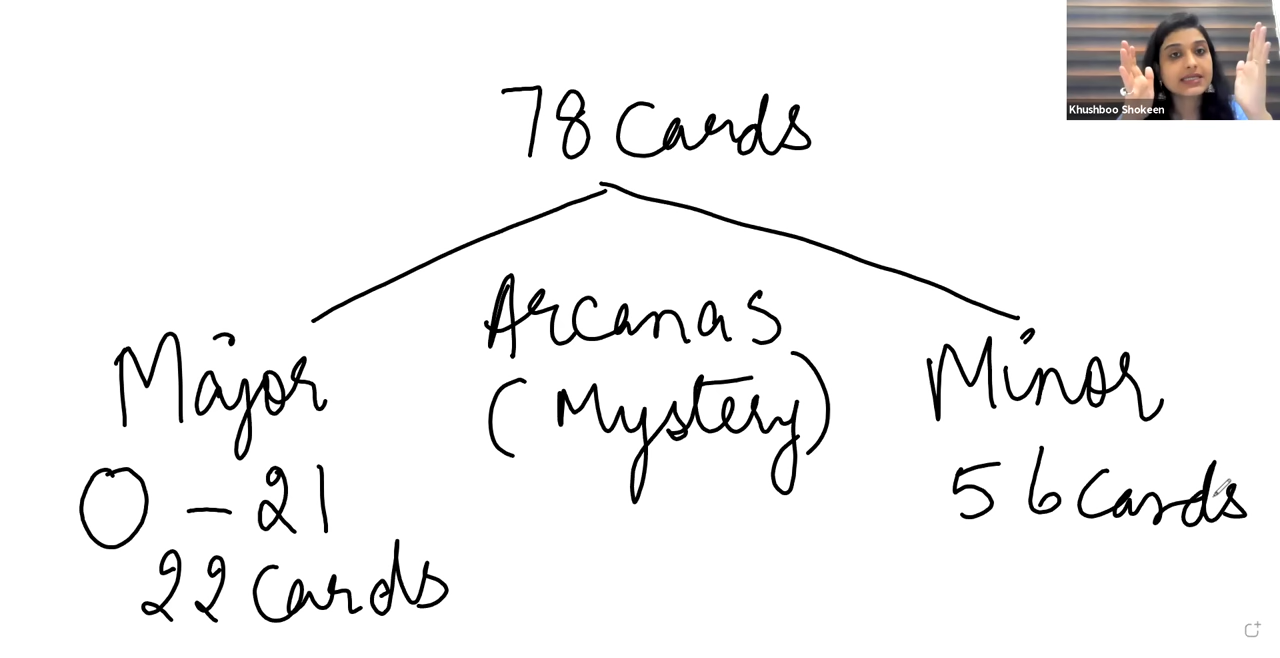 78 Cards
Khushboo Shokeen
Arcanas
(Mystery)
Major
0 - 21
22 Cards
Minor
56 Cards